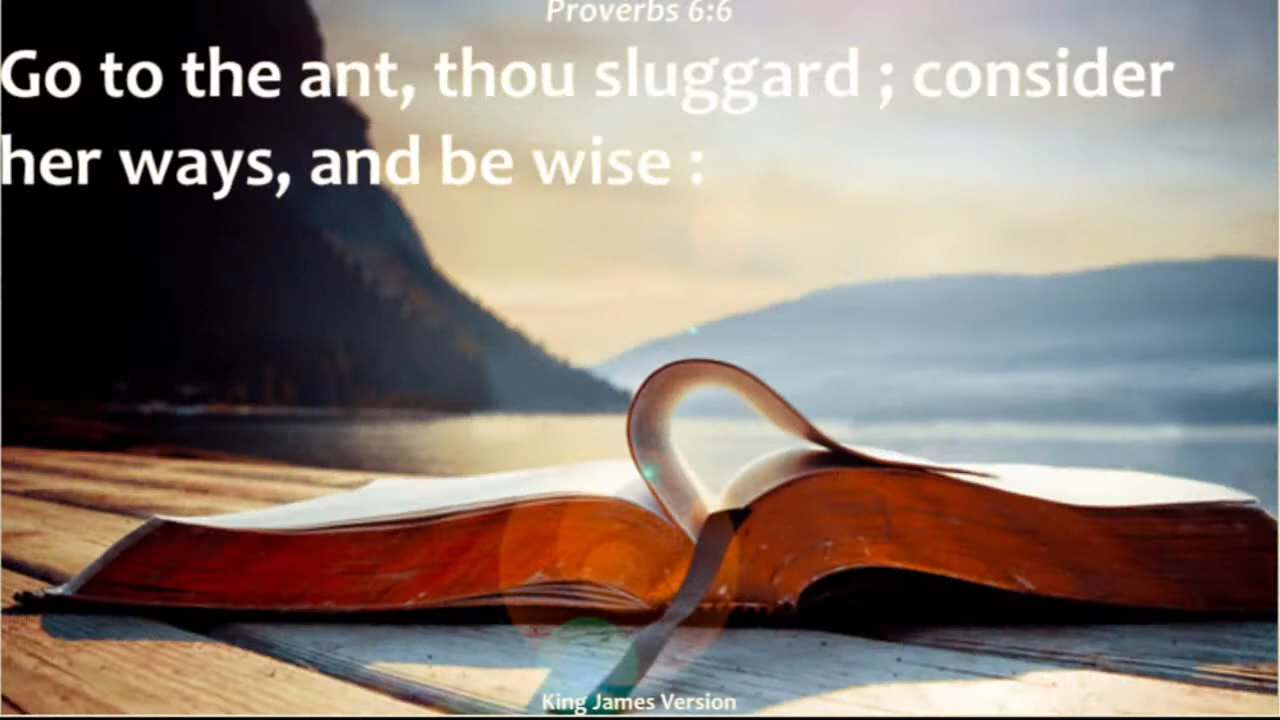 Proverbs 6:6
Go to the ant, thou sluggard ; consider
her ways, and be wise :
King James Version